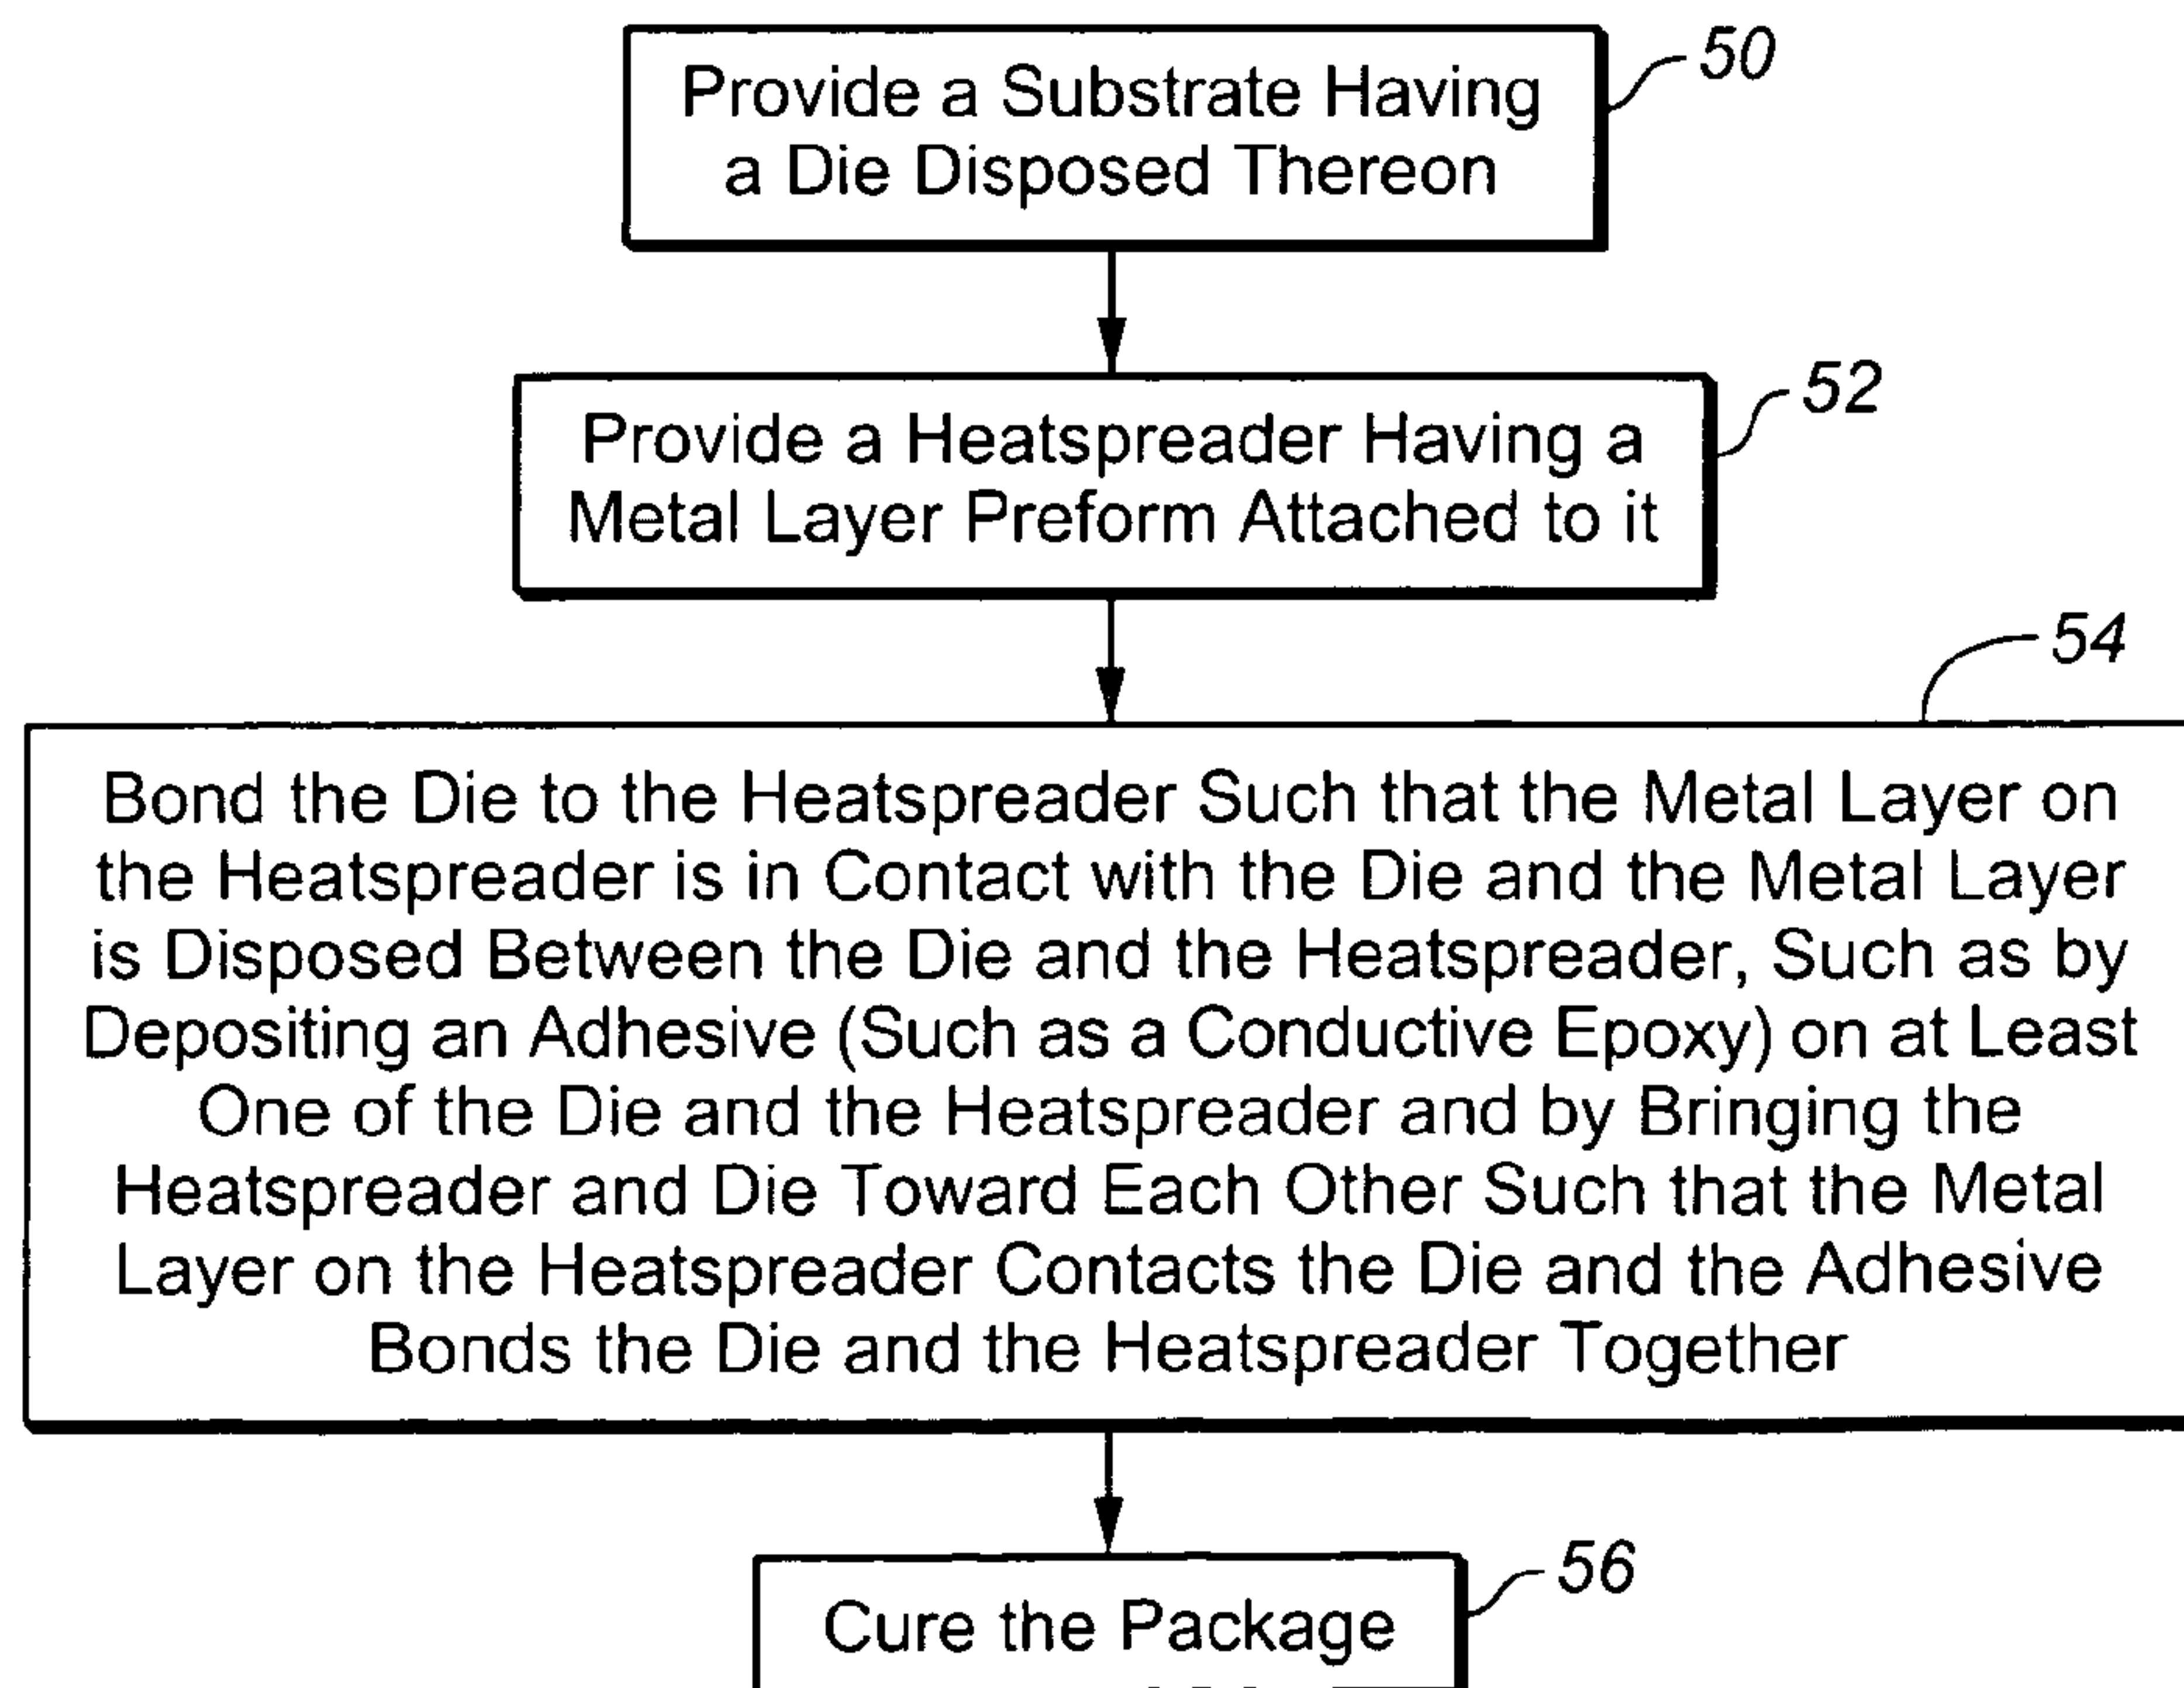 50
Provide a Substrate Having
a Die Disposed Thereon
52
Provide a Heatspreader Having a
Metal Layer Preform Attached to it
54
Bond the Die to the Heatspreader Such that the Metal Layer on
the Heatspreader is in Contact with the Die and the Metal Layer
is Disposed Between the Die and the Heatspreader, Such as by
Depositing an Adhesive (Such as a Conductive Epoxy) on at Least
One of the Die and the Heatspreader and by Bringing the
Heatspreader and Die Toward Each Other Such that the Metal
Layer on the Heatspreader Contacts the Die and the Adhesive
Bonds the Die and the Heatspreader Together
56
Cure the Package